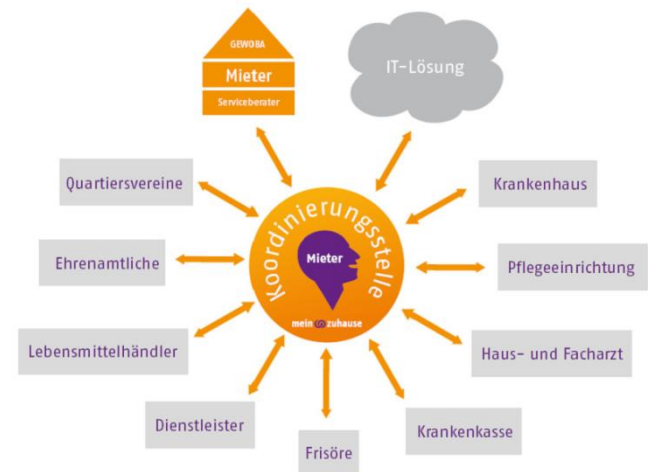 GEWOBA
Mieter
Serviceberater
IT-Lösung
Quartiersvereine
Krankenhaus
Koordinierungsstelle
Mieter
mein zuhause
Ehrenamtliche
Pflegeeinrichtung
Lebensmittelhändler
Haus- und Facharzt
Dienstleister
Krankenkasse
Frisöre